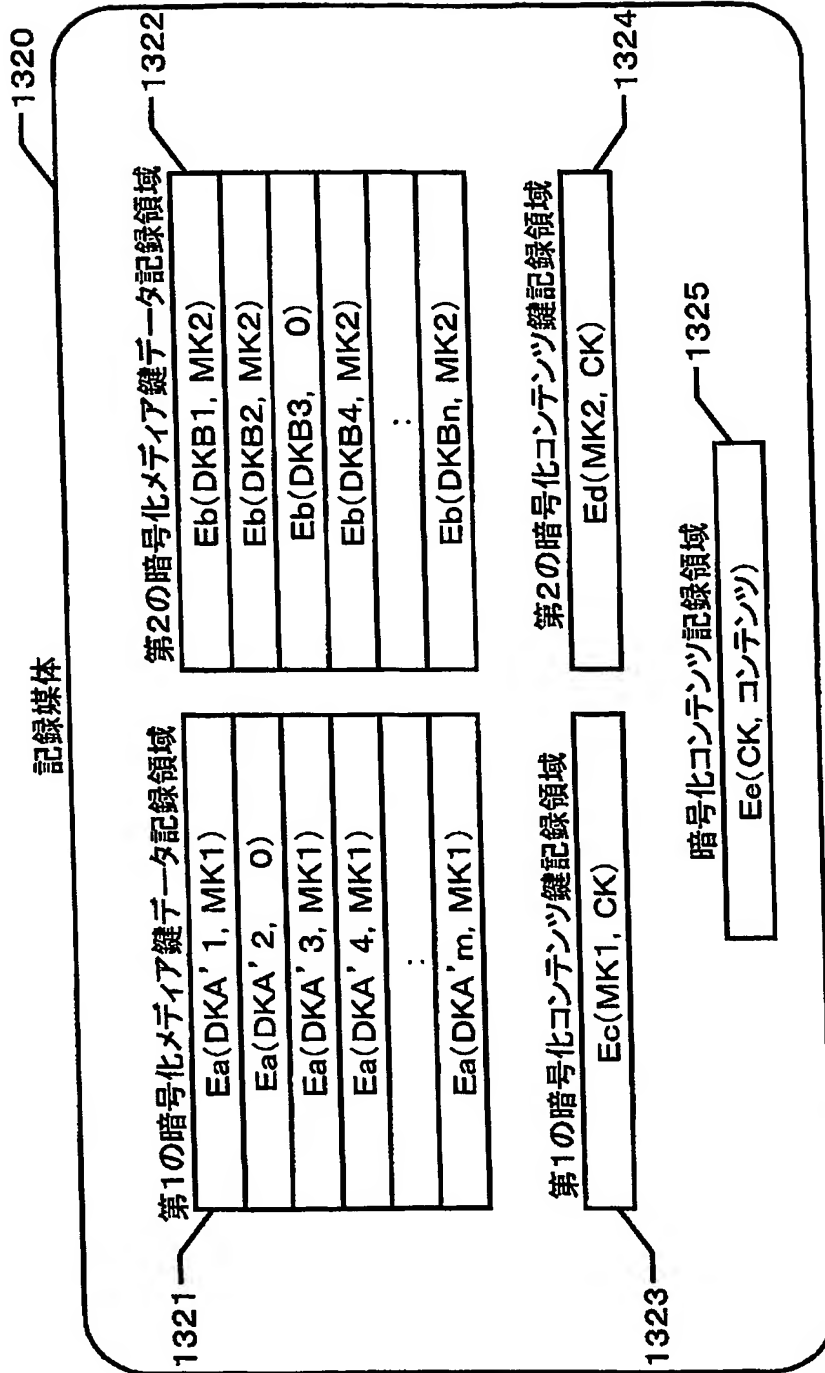 記録媒体
1320
第1の暗号化メディア鍵データ記録領域
1321
Ea(DKA'1, MK1)
Ea(DKA'2, 0)
Ea(DKA'3, MK1)
Ea(DKA'4, MK1)
:
Ea(DKA'm, MK1)
第2の暗号化メディア鍵データ記録領域
1322
Eb(DKB1, MK2)
Eb(DKB2, MK2)
Eb(DKB3, 0)
Eb(DKB4, MK2)
:
Eb(DKBn, MK2)
第1の暗号化コンテンツ鍵記録領域
1323
Ec(MK1, CK)
第2の暗号化コンテンツ鍵記録領域
1324
Ed(MK2, CK)
暗号化コンテンツ記録領域
1325
Ee(CK, コンテンツ)